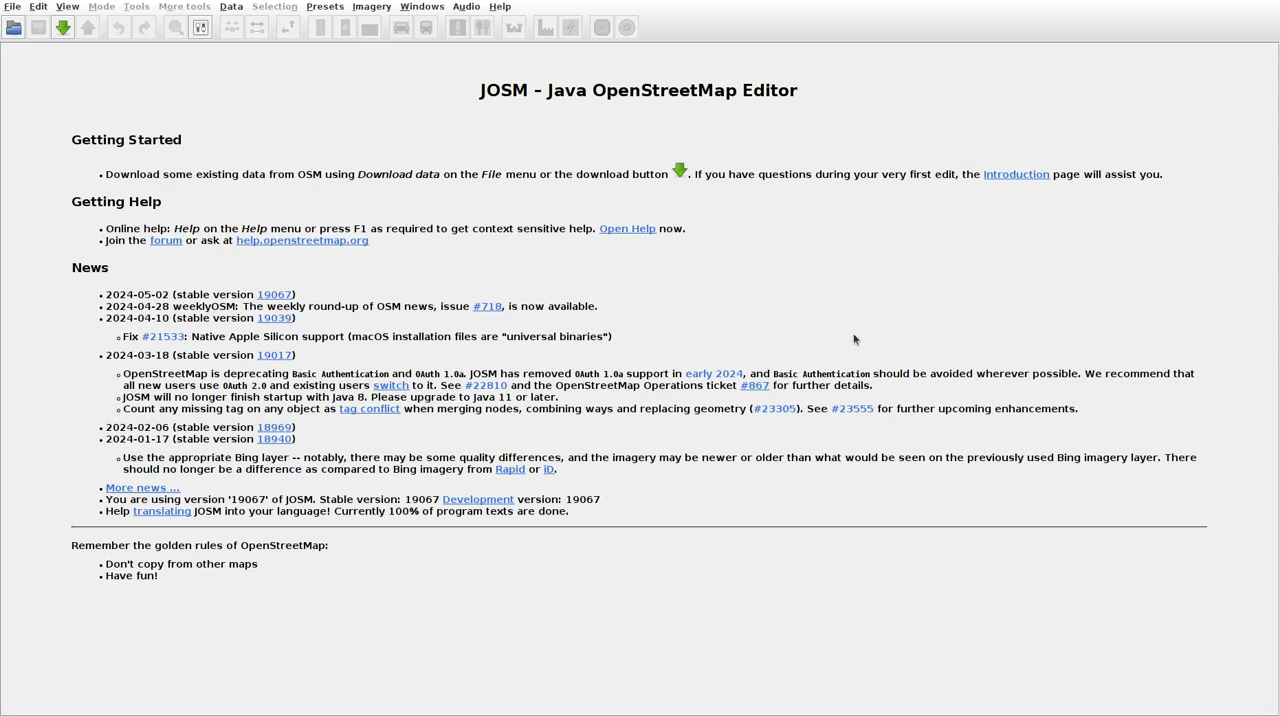 File Edit View Mode Tools More tools Data Selection Presets Imagery Windows Audio Help
JOSM – Java OpenStreetMap Editor
Getting Started
Download some existing data from OSM using Download data on the File menu or the download button . If you have questions during your very first edit, the Introduction page will assist you.
Getting Help
Online help: Help on the Help menu or press F1 as required to get context sensitive help. Open Help now.
Join the forum or ask at help.openstreetmap.org
News
2024-05-02 (stable version 19067)
2024-04-28 weeklyOSM: The weekly round-up of OSM news, issue #718, is now available.
2024-04-10 (stable version 19039)
Fix #21533: Native Apple Silicon support (macOS installation files are "universal binaries")
2024-03-18 (stable version 19017)
OpenStreetMap is deprecating Basic Authentication and OAuth 1.0a. JOSM has removed OAuth 1.0a support in early 2024, and Basic Authentication should be avoided wherever possible. We recommend that
all new users use OAuth 2.0 and existing users switch to it. See #22810 and the OpenStreetMap Operations ticket #867 for further details.
JOSM will no longer finish startup with Java 8. Please upgrade to Java 11 or later.
Count any missing tag on any object as tag conflict when merging nodes, combining ways and replacing geometry (#23305). See #23555 for further upcoming enhancements.
2024-02-06 (stable version 18969)
2024-01-17 (stable version 18940)
Use the appropriate Bing layer -- notably, there may be some quality differences, and the imagery may be newer or older than what would be seen on the previously used Bing imagery layer. There
should no longer be a difference as compared to Bing imagery from Rapid or iD.
More news ...
You are using version '19067' of JOSM. Stable version: 19067 Development version: 19067
Help translating JOSM into your language! Currently 100% of program texts are done.
Remember the golden rules of OpenStreetMap:
Don't copy from other maps
Have fun!